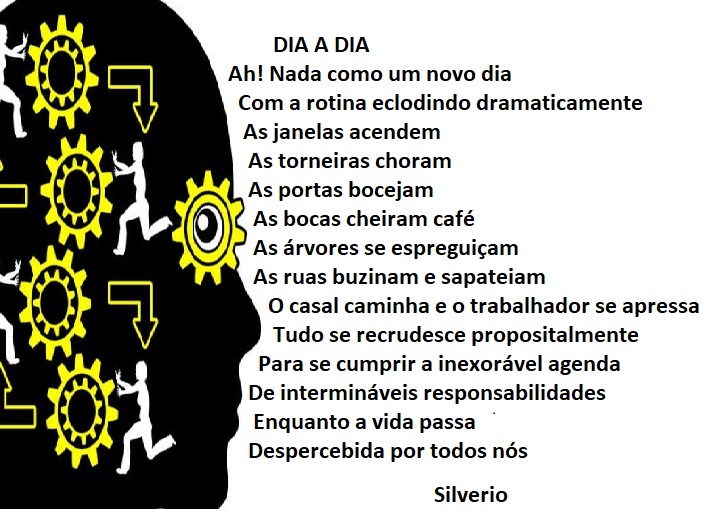 DIA A DIA
Ah! Nada como um novo dia
Com a rotina eclodindo dramaticamente
As janelas acendem
As torneiras choram
As portas bocejam
As bocas cheiram café
As árvores se espreguiçam
As ruas buzinam e sapateiam
O casal caminha e o trabalhador se apressa
Tudo se recrudesce propositalmente
Para se cumprir a inexorável agenda
De intermináveis responsabilidades
Enquanto a vida passa
Despercebida por todos nós
Silverio